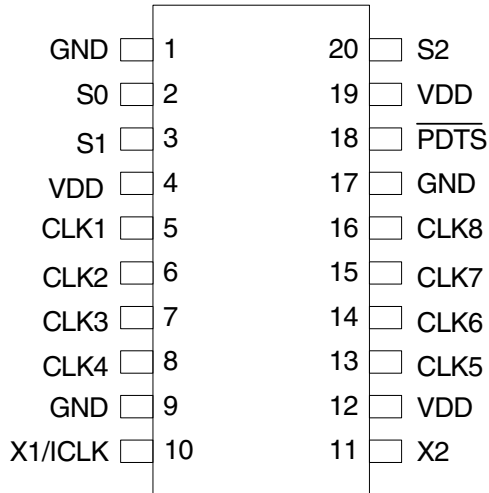 GND 1 20 S2
S0 2 19 VDD
S1 3 18 P̅D̅T̅S̅
VDD 4 17 GND
CLK1 5 16 CLK8
CLK2 6 15 CLK7
CLK3 7 14 CLK6
CLK4 8 13 CLK5
GND 9 12 VDD
X1/ICLK 10 11 X2